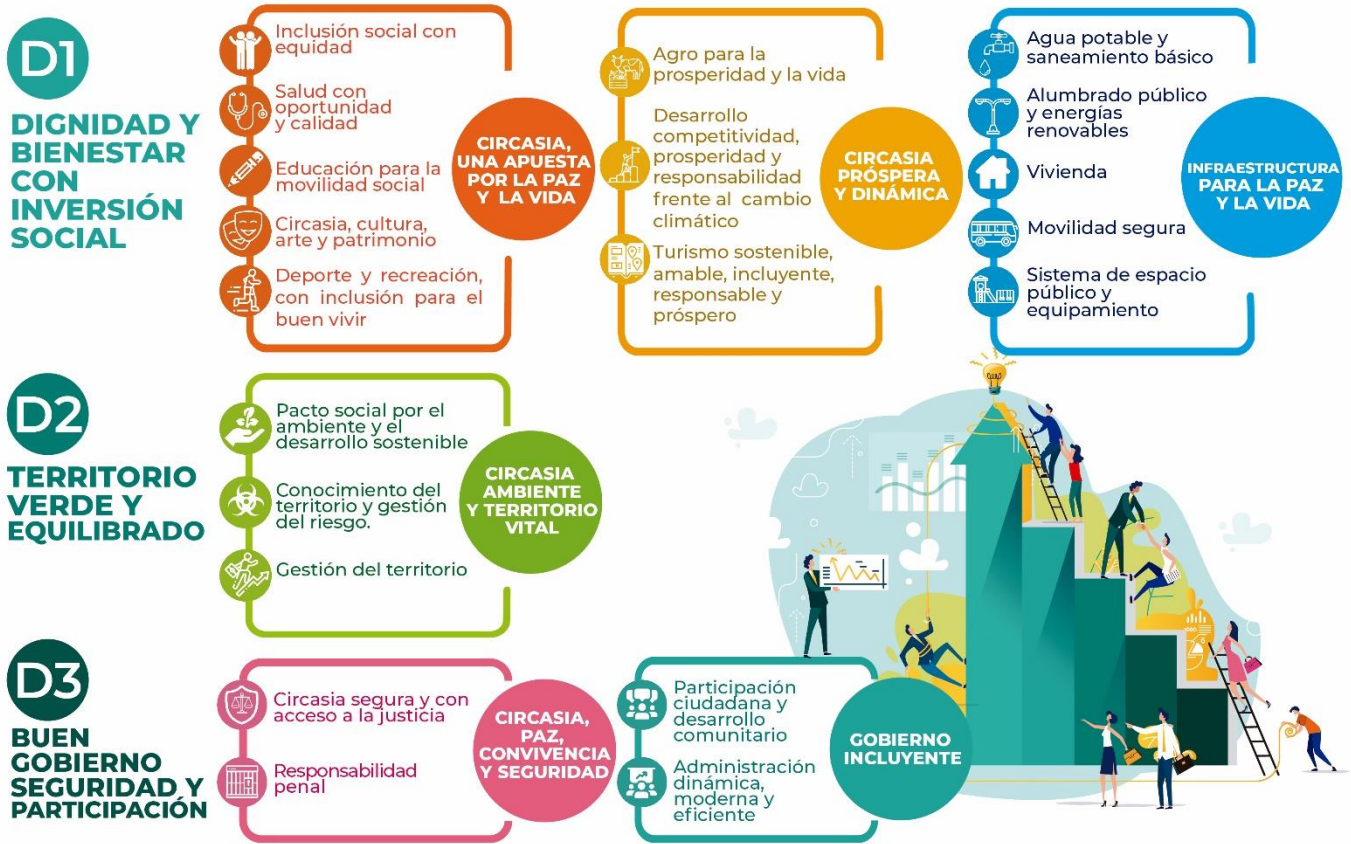 D1
DIGNIDAD Y
BIENESTAR
CON
INVERSIÓN
SOCIAL
Inclusión social con
equidad
Salud con
oportunidad
y calidad
Educación para la
movilidad social
Circasia, cultura,
arte y patrimonio
Deporte y recreación,
con inclusión para el
buen vivir
CIRCASIA,
UNA APUESTA
POR LA PAZ
Y LA VIDA
Agro para la
prosperidad y la vida
Desarrollo
competitividad,
prosperidad y
responsabilidad
frente al cambio
climático
Turismo sostenible,
amable, incluyente,
responsable y
próspero
CIRCASIA
PRÓSPERA
Y DINÁMICA
Agua potable y
saneamiento básico
Alumbrado público
y energías
renovables
Vivienda
Movilidad segura
Sistema de espacio
público y
equipamiento
INFRAESTRUCTURA
PARA LA PAZ
Y LA VIDA
D2
TERRITORIO
VERDE Y
EQUILIBRADO
Pacto social por el
ambiente y el
desarrollo sostenible
Conocimiento del
territorio y gestión
del riesgo.
Gestión del territorio
CIRCASIA
AMBIENTE
Y TERRITORIO
VITAL
D3
BUEN
GOBIERNO
SEGURIDAD Y
PARTICIPACIÓN
Circasia segura y con
acceso a la justicia
Responsabilidad
penal
CIRCASIA,
PAZ,
CONVIVENCIA
Y SEGURIDAD
Participación
ciudadana y
desarrollo
comunitario
Administración
dinámica,
moderna y
eficiente
GOBIERNO
INCLUYENTE